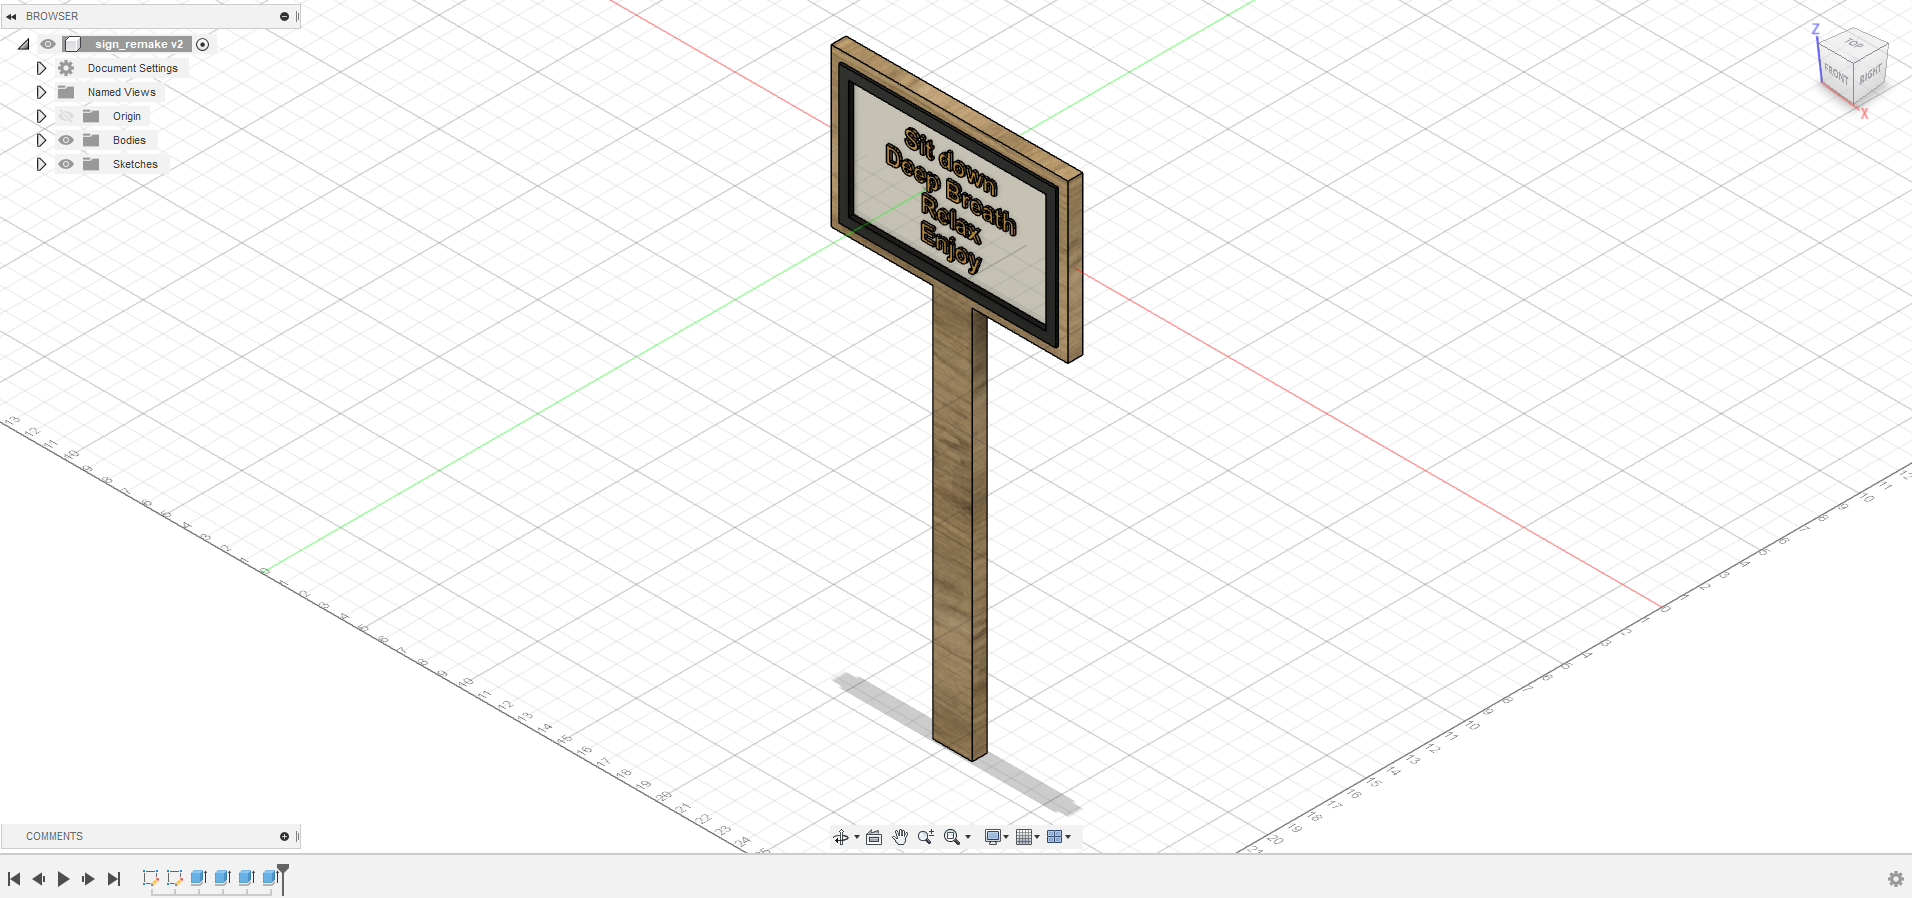 BROWSER
sign_remake v2
Document Settings
Named Views
Origin
Bodies
Sketches
Sit down
Deep Breath
Relax
Enjoy
Z
TOP
FRONT
RIGHT
X
COMMENTS